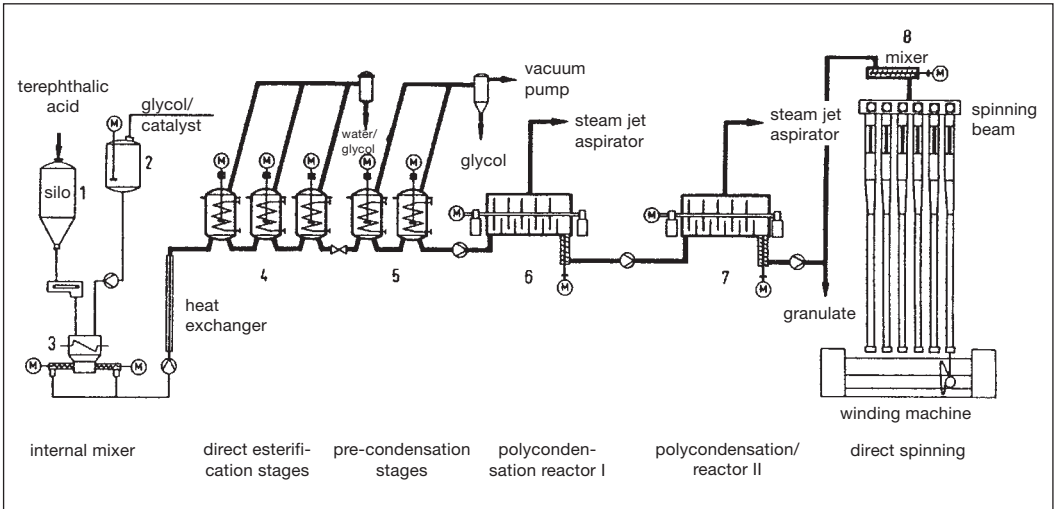 8
mixer
M
terephthalic
acid
glycol/
catalyst
M
2
silo
1
vacuum
pump
steam jet
aspirator
steam jet
aspirator
spinning
beam
water/
glycol
glycol
M
M
M
M
M
M
M
4
5
6
7
M
M
heat
exchanger
granulate
3
M
M
winding machine
internal mixer
direct esterifi-
cation stages
pre-condensation
stages
polyconden-
sation reactor I
polycondensation/
reactor II
direct spinning